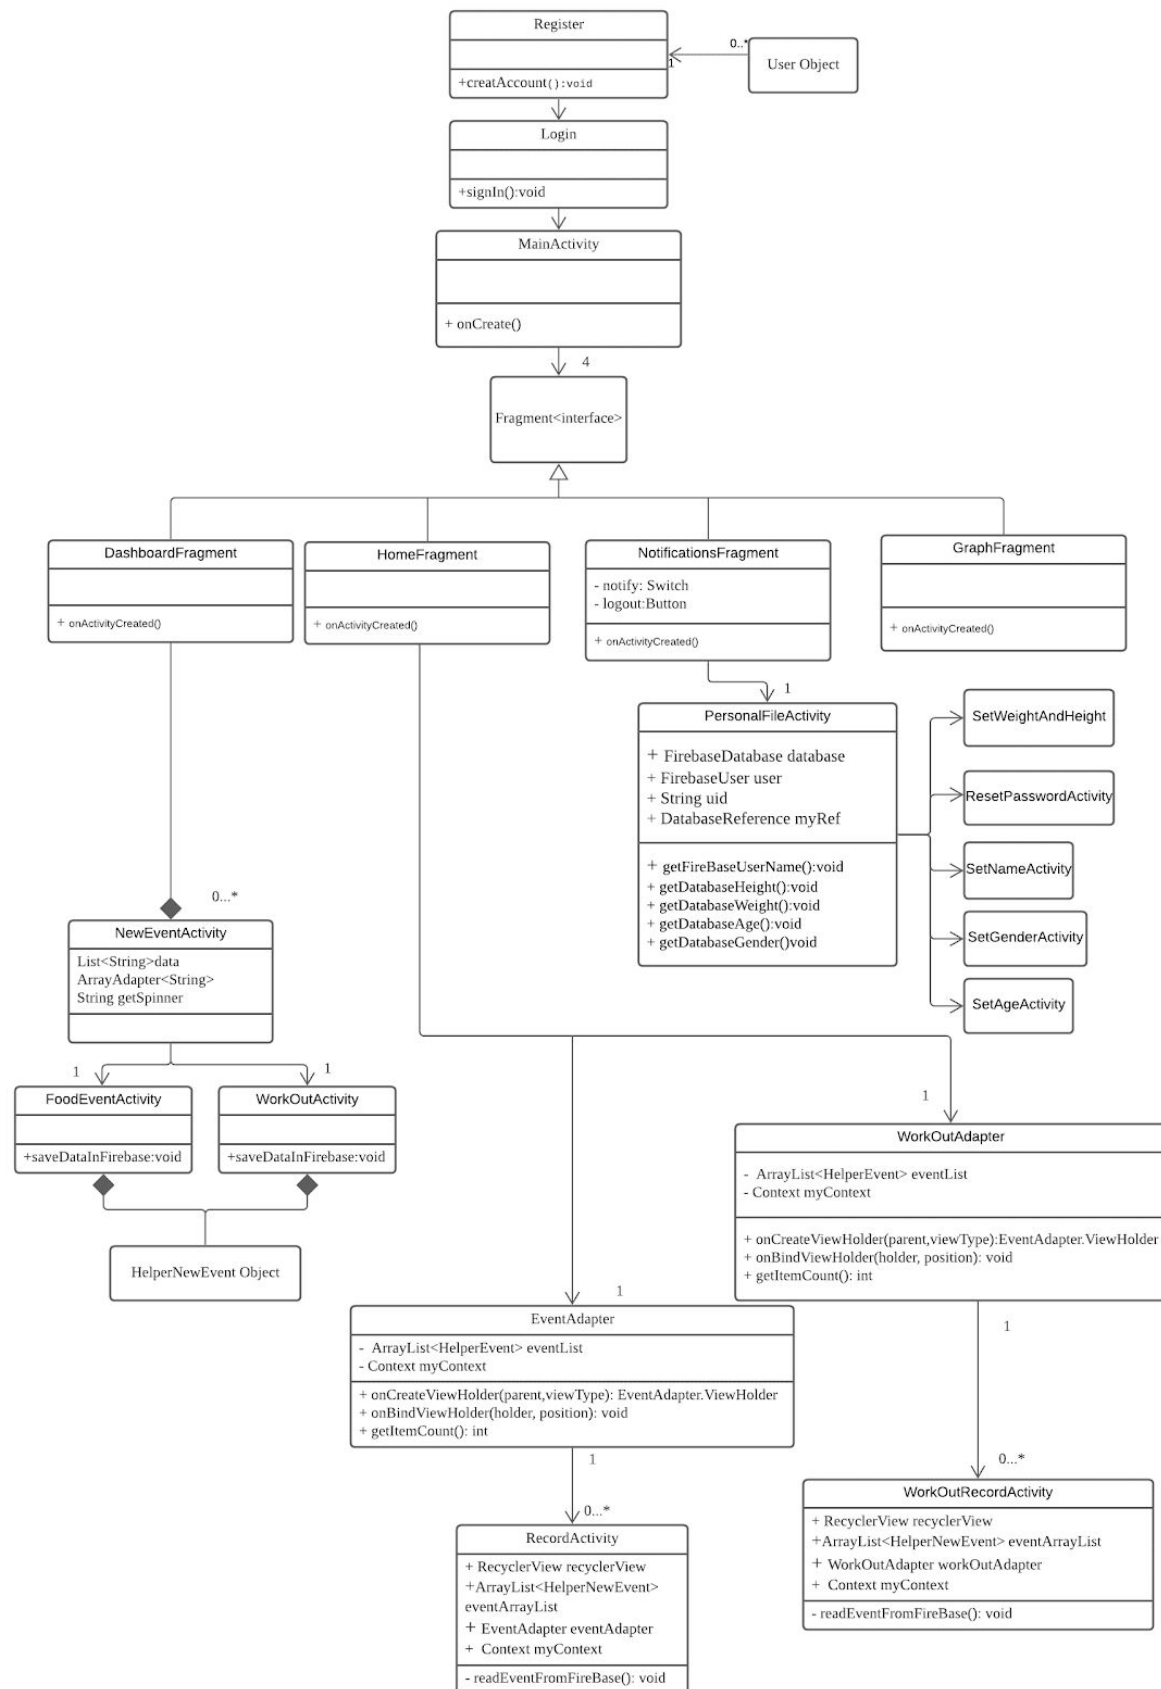 Register
+creatAccount():void
0..*
1
User Object
Login
+signIn():void
MainActivity
+ onCreate()
4
Fragment<interface>
DashboardFragment
+ onActivityCreated()
HomeFragment
+ onActivityCreated()
NotificationsFragment
- notify: Switch
- logout:Button
+ onActivityCreated()
GraphFragment
+ onActivityCreated()
1
PersonalFileActivity
+ FirebaseDatabase database
+ FirebaseUser user
+ String uid
+ DatabaseReference myRef
+ getFireBaseUserName():void
+ getDatabaseHeight():void
+ getDatabaseWeight():void
+ getDatabaseAge():void
+ getDatabaseGender()void
SetWeightAndHeight
ResetPasswordActivity
SetNameActivity
SetGenderActivity
SetAgeActivity
0...*
NewEventActivity
List<String>data
ArrayAdapter<String>
String getSpinner
1
1
FoodEventActivity
+saveDataInFirebase:void
WorkOutActivity
+saveDataInFirebase:void
HelperNewEvent Object
1
WorkOutAdapter
- ArrayList<HelperEvent> eventList
- Context myContext
+ onCreateViewHolder(parent,viewType):EventAdapter.ViewHolder
+ onBindViewHolder(holder, position): void
+ getItemCount(): int
1
EventAdapter
- ArrayList<HelperEvent> eventList
- Context myContext
+ onCreateViewHolder(parent,viewType): EventAdapter.ViewHolder
+ onBindViewHolder(holder, position): void
+ getItemCount(): int
1
0...*
WorkOutRecordActivity
+ RecyclerView recyclerView
+ArrayList<HelperNewEvent> eventArrayList
+ WorkOutAdapter workOutAdapter
+ Context myContext
- readEventFromFireBase(): void
1
0...*
RecordActivity
+ RecyclerView recyclerView
+ArrayList<HelperNewEvent>
eventArrayList
+ EventAdapter eventAdapter
+ Context myContext
- readEventFromFireBase(): void